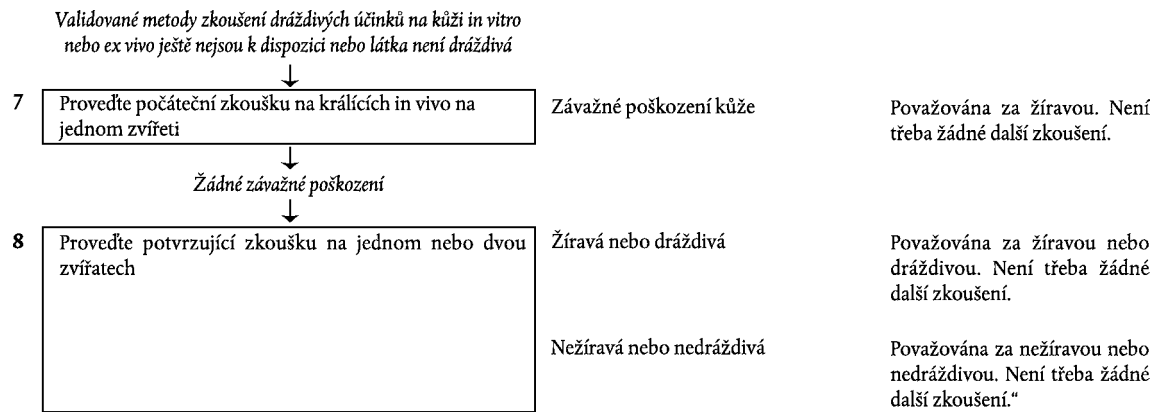 Validované metody zkoušení dráždivých účinků na kůži in vitro
nebo ex vivo ještě nejsou k dispozici nebo látka není dráždivá
7 Proveďte počáteční zkoušku na králících in vivo na
jednom zvířeti
Závažné poškození kůže
Považována za žíravou. Není
třeba žádné další zkoušení.
Žádné závažné poškození
8 Proveďte potvrzující zkoušku na jednom nebo dvou
zvířatech
Žíravá nebo dráždivá
Považována za žíravou nebo
dráždivou. Není třeba žádné
další zkoušení.
Nežíravá nebo nedráždivá
Považována za nežíravou nebo
nedráždivou. Není třeba žádné
další zkoušení.“